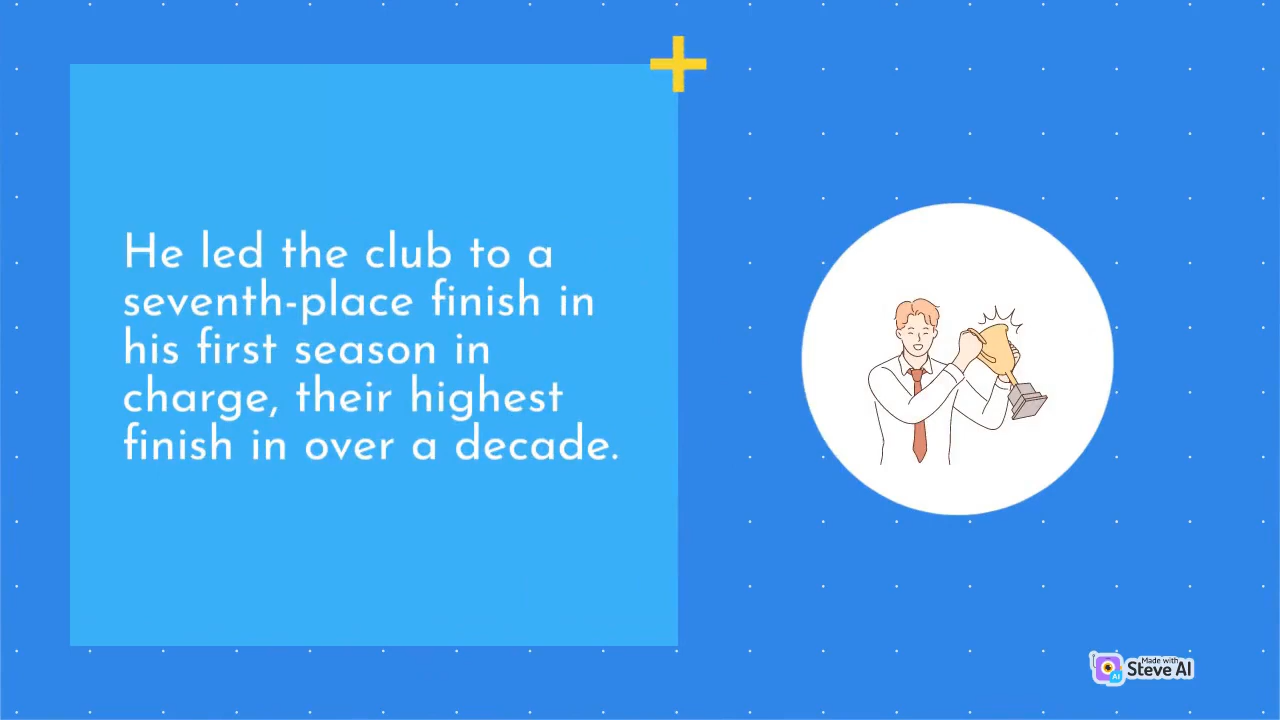 He led the club to a
seventh-place finish in
his first season in
charge, their highest
finish in over a decade.
Made with
Steve AI
AI